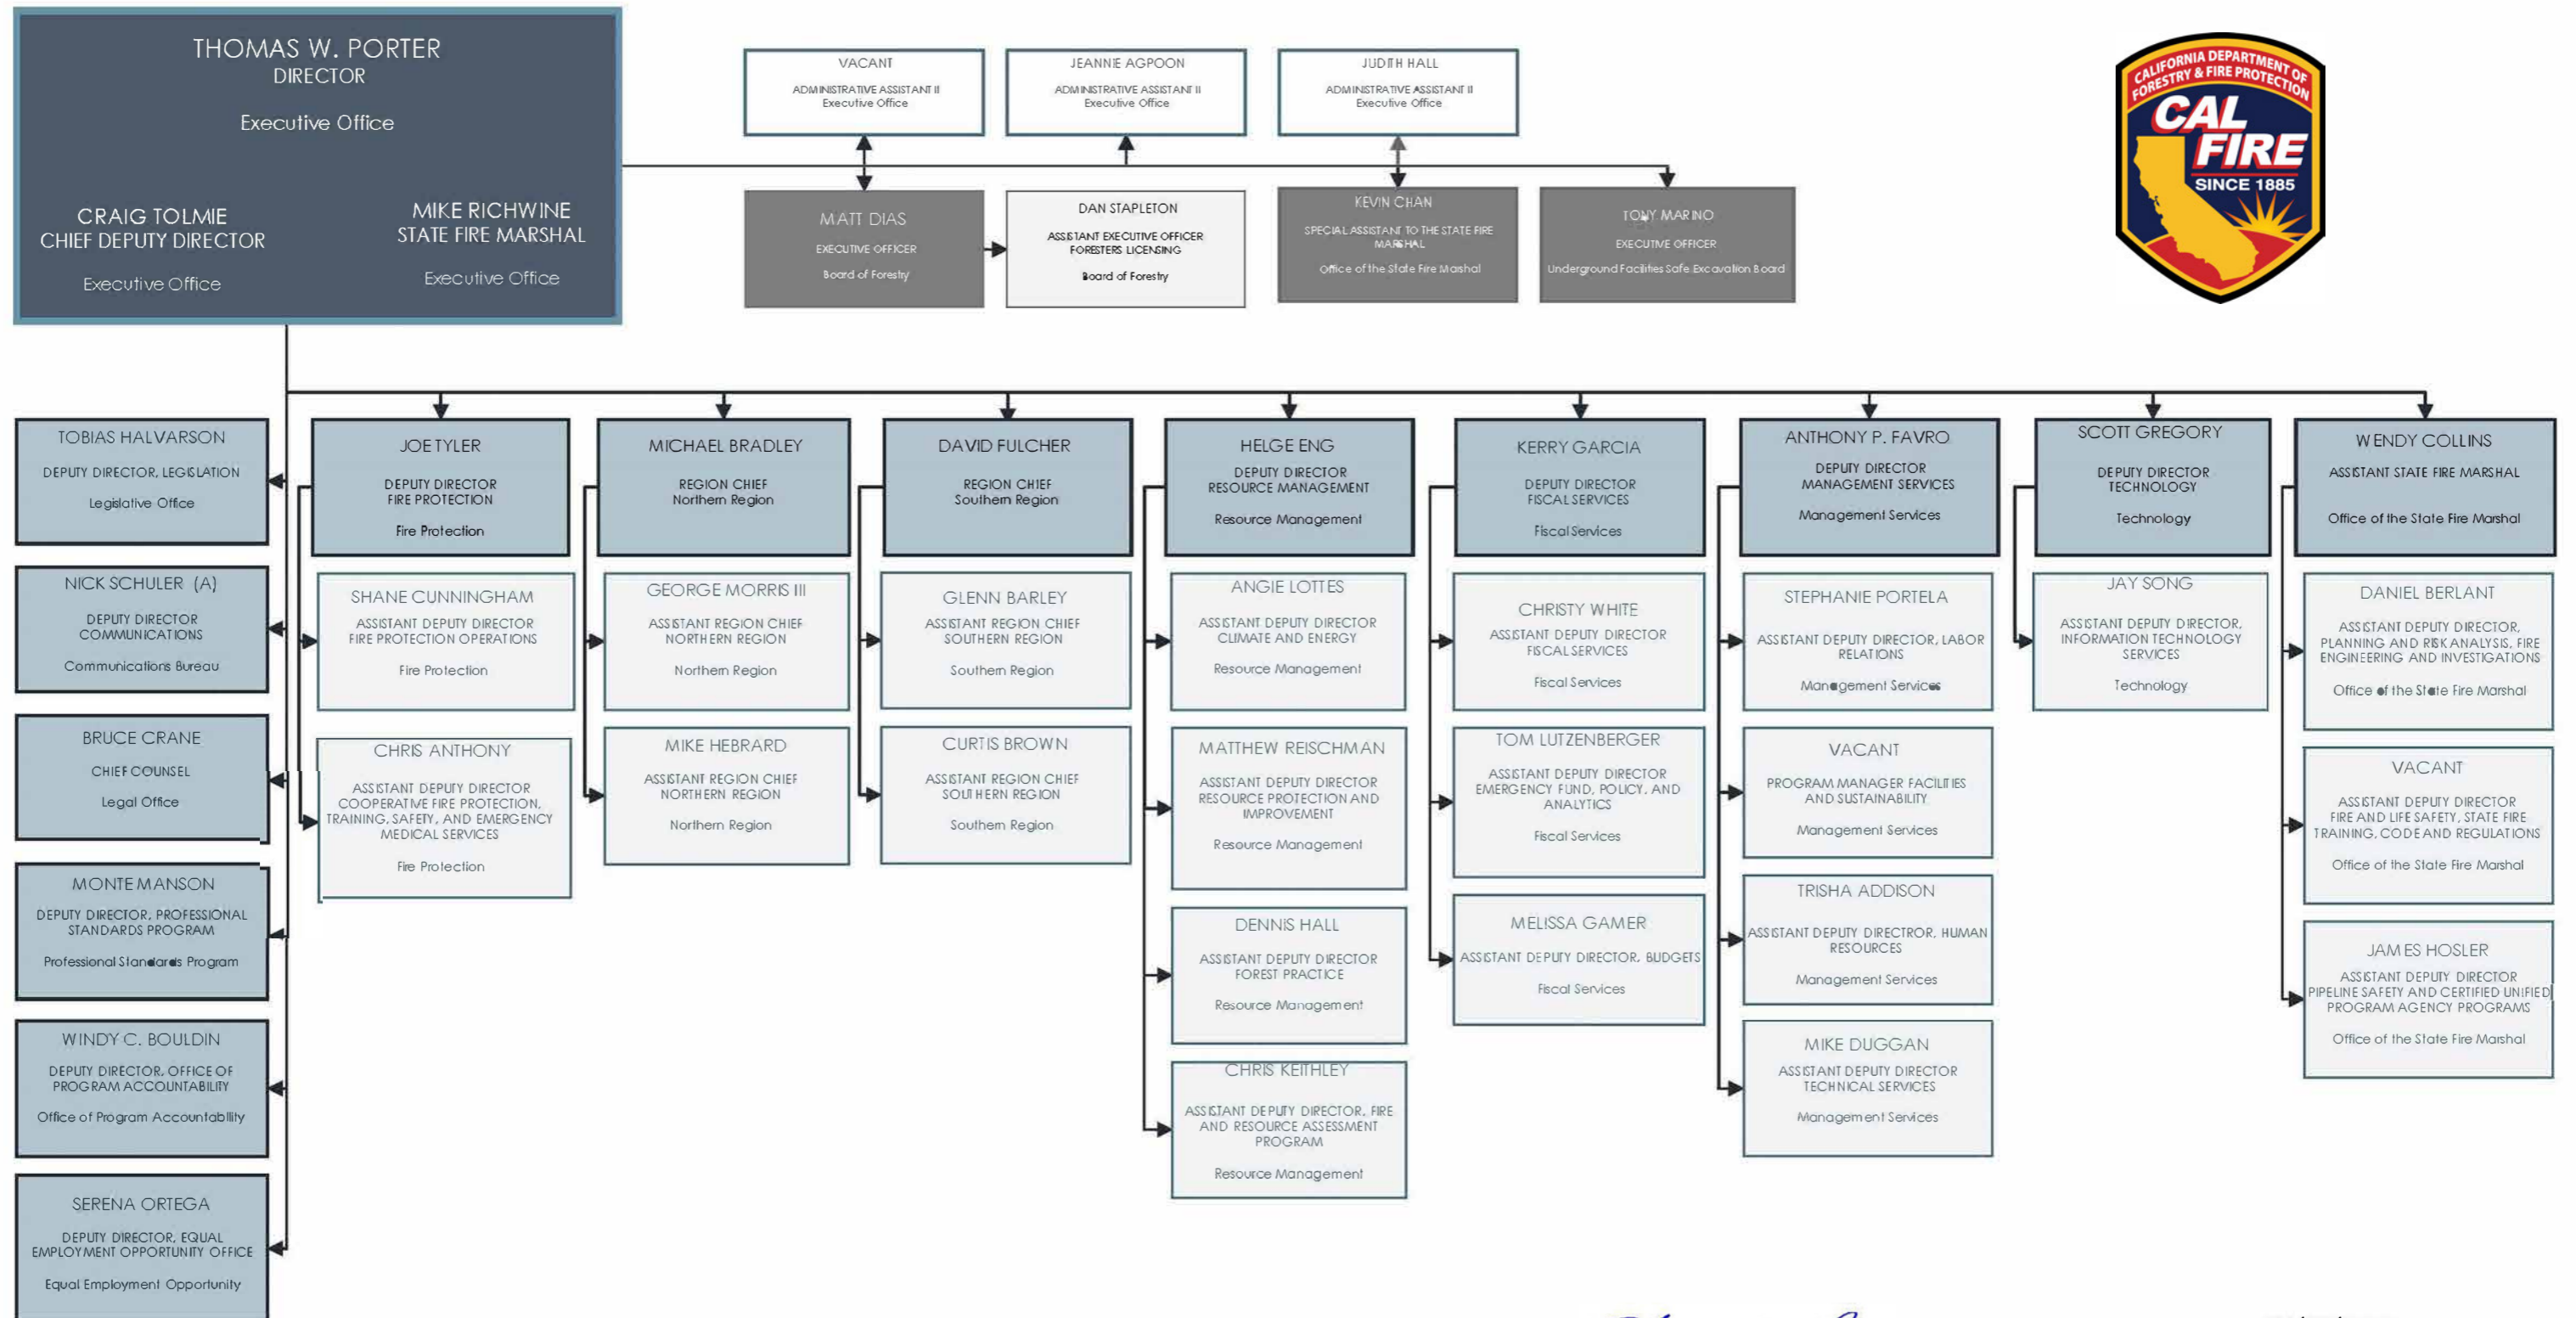 THOMAS W. PORTER
DIRECTOR
Executive Office
CRAIG TOLMIE
CHIEF DEPUTY DIRECTOR
Executive Office
MIKE RICHWINE
STATE FIRE MARSHAL
Executive Office
VACANT
ADMINISTRATIVE ASSISTANT II
Executive Office
JEANNIE AGPOON
ADMINISTRATIVE ASSISTANT II
Executive Office
JUDITH HALL
ADMINISTRATIVE ASSISTANT II
Executive Office
MATT DIAS
EXECUTIVE OFFICER
Board of Forestry
DAN STAPLETON
ASSISTANT EXECUTIVE OFFICER
FORESTERS LICENSING
Board of Forestry
KEVIN CHAN
SPECIAL ASSISTANT TO THE STATE FIRE
MARSHAL
Office of the State Fire Marshal
TONY MARINO
EXECUTIVE OFFICER
Underground Facilities Safe Excavation Board
CALIFORNIA DEPARTMENT OF
FORESTRY & FIRE PROTECTION
CAL
FIRE
SINCE 1885
TOBIAS HALVARSON
DEPUTY DIRECTOR, LEGISLATION
Legislative Office
NICK SCHULER (A)
DEPUTY DIRECTOR
COMMUNICATIONS
Communications Bureau
BRUCE CRANE
CHIEF COUNSEL
Legal Office
MONTE MANSON
DEPUTY DIRECTOR, PROFESSIONAL
STANDARDS PROGRAM
Professional Standards Program
WINDY C. BOULDIN
DEPUTY DIRECTOR, OFFICE OF
PROGRAM ACCOUNTABILITY
Office of Program Accountability
SERENA ORTEGA
DEPUTY DIRECTOR, EQUAL
EMPLOYMENT OPPORTUNITY OFFICE
Equal Employment Opportunity
JOE TYLER
DEPUTY DIRECTOR
FIRE PROTECTION
Fire Protection
SHANE CUNNINGHAM
ASSISTANT DEPUTY DIRECTOR
FIRE PROTECTION OPERATIONS
Fire Protection
CHRIS ANTHONY
ASSISTANT DEPUTY DIRECTOR
COOPERATIVE FIRE PROTECTION,
TRAINING, SAFETY, AND EMERGENCY
MEDICAL SERVICES
Fire Protection
MICHAEL BRADLEY
REGION CHIEF
Northern Region
GEORGE MORRIS III
ASSISTANT REGION CHIEF
NORTHERN REGION
Northern Region
MIKE HEBRARD
ASSISTANT REGION CHIEF
NORTHERN REGION
Northern Region
DAVID FULCHER
REGION CHIEF
Southern Region
GLENN BARLEY
ASSISTANT REGION CHIEF
SOUTHERN REGION
Southern Region
CURTIS BROWN
ASSISTANT REGION CHIEF
SOUTHERN REGION
Southern Region
HELGE ENG
DEPUTY DIRECTOR
RESOURCE MANAGEMENT
Resource Management
ANGIE LOTTES
ASSISTANT DEPUTY DIRECTOR
CLIMATE AND ENERGY
Resource Management
MATTHEW REISCHMAN
ASSISTANT DEPUTY DIRECTOR
RESOURCE PROTECTION AND
IMPROVEMENT
Resource Management
DENNIS HALL
ASSISTANT DEPUTY DIRECTOR
FOREST PRACTICE
Resource Management
CHRIS KEITHLEY
ASSISTANT DEPUTY DIRECTOR, FIRE
AND RESOURCE ASSESSMENT
PROGRAM
Resource Management
KERRY GARCIA
DEPUTY DIRECTOR
FISCAL SERVICES
Fiscal Services
CHRISTY WHITE
ASSISTANT DEPUTY DIRECTOR
FISCAL SERVICES
Fiscal Services
TOM LUTZENBERGER
ASSISTANT DEPUTY DIRECTOR
EMERGENCY FUND, POLICY, AND
ANALYTICS
Fiscal Services
MELISSA GAMER
ASSISTANT DEPUTY DIRECTOR, BUDGETS
Fiscal Services
ANTHONY P. FAVRO
DEPUTY DIRECTOR
MANAGEMENT SERVICES
Management Services
STEPHANIE PORTELA
ASSISTANT DEPUTY DIRECTOR, LABOR
RELATIONS
Management Services
VACANT
PROGRAM MANAGER FACILITIES
AND SUSTAINABILITY
Management Services
TRISHA ADDISON
ASSISTANT DEPUTY DIRECTROR, HUMAN
RESOURCES
Management Services
MIKE DUGGAN
ASSISTANT DEPUTY DIRECTOR
TECHNICAL SERVICES
Management Services
SCOTT GREGORY
DEPUTY DIRECTOR
TECHNOLOGY
Technology
JAY SONG
ASSISTANT DEPUTY DIRECTOR,
INFORMATION TECHNOLOGY
SERVICES
Technology
WENDY COLLINS
ASSISTANT STATE FIRE MARSHAL
Office of the State Fire Marshal
DANIEL BERLANT
ASSISTANT DEPUTY DIRECTOR,
PLANNING AND RISK ANALYSIS, FIRE
ENGINEERING AND INVESTIGATIONS
Office of the State Fire Marshal
VACANT
ASSISTANT DEPUTY DIRECTOR
FIRE AND LIFE SAFETY, STATE FIRE
TRAINING, CODE AND REGULATIONS
Office of the State Fire Marshal
JAMES HOSLER
ASSISTANT DEPUTY DIRECTOR
PIPELINE SAFETY AND CERTIFIED UNIFIED
PROGRAM AGENCY PROGRAMS
Office of the State Fire Marshal